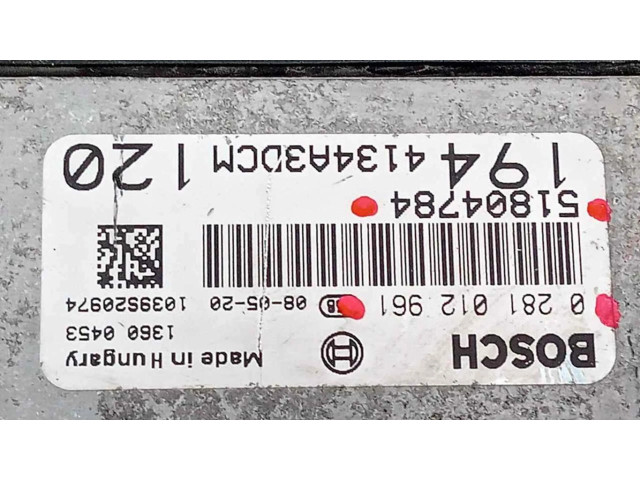 BOSCH Made in Hungary
1360 0453
0 281 012 961 08-05-20 1039S20974
51804784
194 4134A3DCM 120